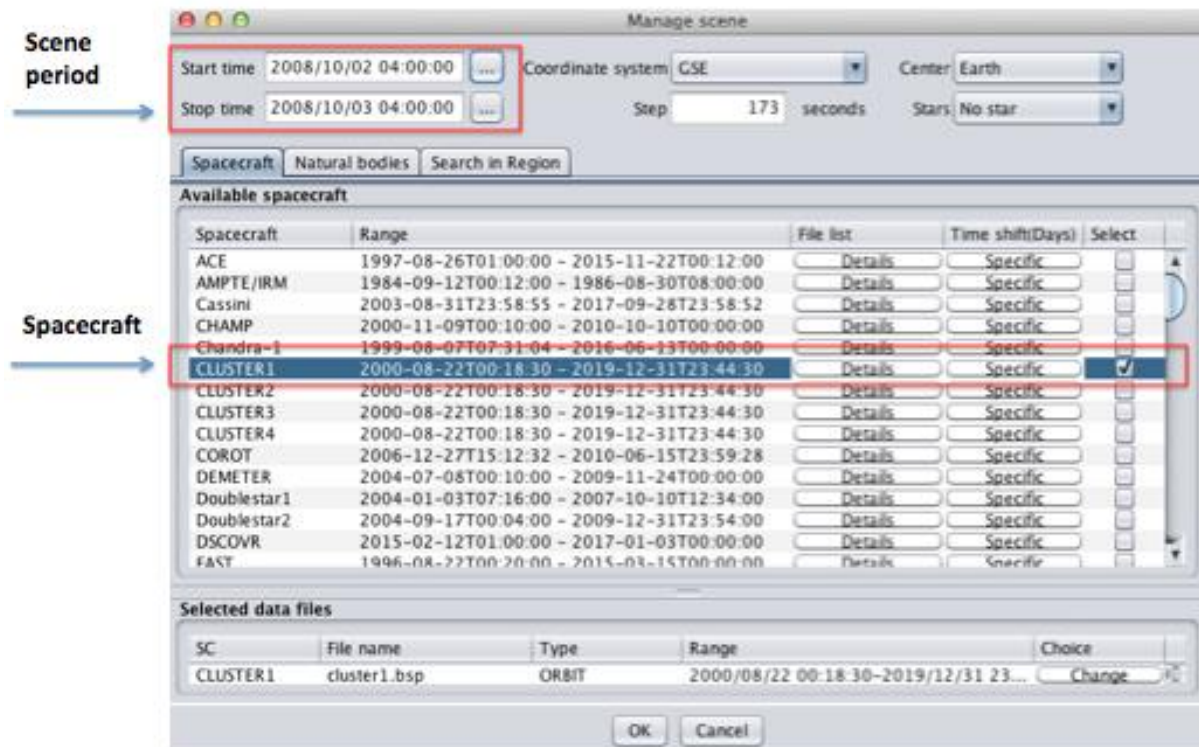 Manage scene
Scene period
Start time 2008/10/02 04:00:00 ... Coordinate system GSE Center Earth
Stop time 2008/10/03 04:00:00 ... Step 173 seconds Stars No star
Spacecraft Natural bodies Search in Region
Available spacecraft
Spacecraft Range File list Time shift(Days) Select
ACE 1997-08-26T01:00:00 - 2015-11-22T00:12:00 Details Specific
AMPTE/IRM 1984-09-12T00:12:00 - 1986-08-30T08:00:00 Details Specific
Cassini 2003-08-31T23:58:55 - 2017-09-28T23:58:52 Details Specific
Spacecraft
CHAMP 2000-11-09T00:10:00 - 2010-10-10T00:00:00 Details Specific
Chandra-1 1999-08-07T07:31:04 - 2016-06-13T00:00:00 Details Specific
CLUSTER1 2000-08-22T00:18:30 - 2019-12-31T23:44:30 Details Specific
CLUSTER2 2000-08-22T00:18:30 - 2019-12-31T23:44:30 Details Specific
CLUSTER3 2000-08-22T00:18:30 - 2019-12-31T23:44:30 Details Specific
CLUSTER4 2000-08-22T00:18:30 - 2019-12-31T23:44:30 Details Specific
COROT 2006-12-27T15:12:32 - 2010-06-15T23:59:28 Details Specific
DEMETER 2004-07-08T00:10:00 - 2009-11-24T00:00:00 Details Specific
Doublestar1 2004-01-03T07:16:00 - 2007-10-10T12:34:00 Details Specific
Doublestar2 2004-09-17T00:04:00 - 2009-12-31T23:54:00 Details Specific
DSCOVR 2015-02-12T01:00:00 - 2017-01-03T00:00:00 Details Specific
FAST 1996-08-22T00:20:00 - 2015-03-15T00:00:00 Details Specific
Selected data files
SC File name Type Range Choice
CLUSTER1 cluster1.bsp ORBIT 2000/08/22 00:18:30-2019/12/31 23... Change
OK Cancel